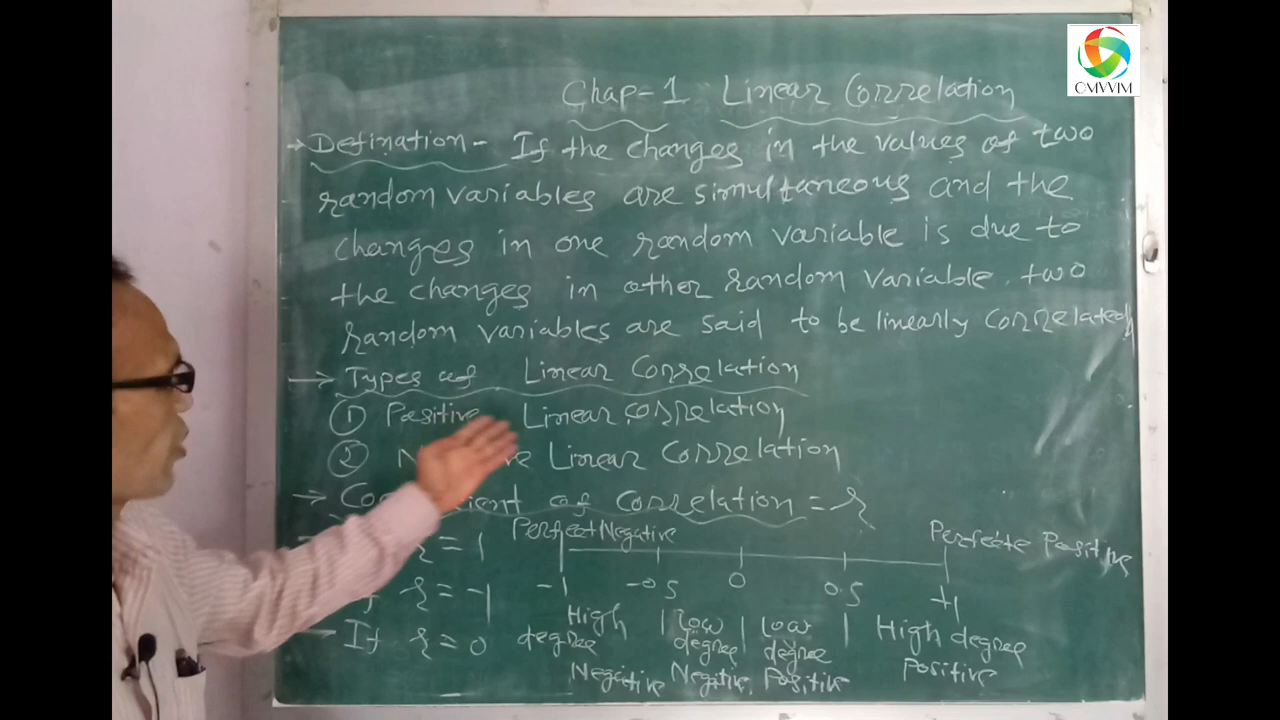 CMVVIM
Chap-1 Linear Correlation
→ Defination - If the changes in the values of two
random variables are simultaneous and the
changes in one random variable is due to
the changes in other random variable. two
random variables are said to be linearly correlated
→ Types of Linear Correlation
① Positive Linear correlation
② Linear Correlation
→ of Correlation = r
r = 1 Perfect Negative Perfecte Positive
-1 -0.5 0 0.5 +1
r = -1
- If r = 0
High degree Negative | Low degree Negitive | Low degree Positive | High degree Positive